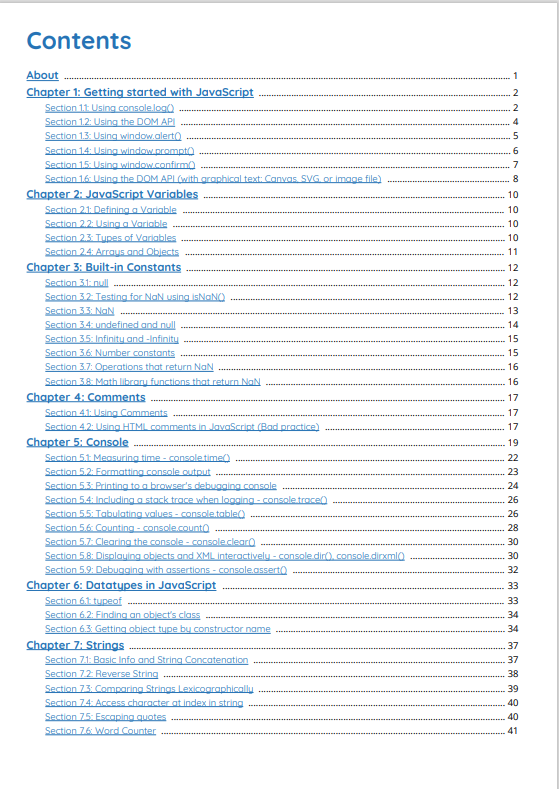 Contents
About 1
Chapter 1: Getting started with JavaScript 2
Section 1.1: Using console.log() 2
Section 1.2: Using the DOM API 4
Section 1.3: Using window.alert() 5
Section 1.4: Using window.prompt() 6
Section 1.5: Using window.confirm() 7
Section 1.6: Using the DOM API (with graphical text: Canvas, SVG, or image file) 8
Chapter 2: JavaScript Variables 10
Section 2.1: Defining a Variable 10
Section 2.2: Using a Variable 10
Section 2.3: Types of Variables 10
Section 2.4: Arrays and Objects 11
Chapter 3: Built-in Constants 12
Section 3.1: null 12
Section 3.2: Testing for NaN using isNaN() 12
Section 3.3: NaN 13
Section 3.4: undefined and null 14
Section 3.5: Infinity and -Infinity 15
Section 3.6: Number constants 15
Section 3.7: Operations that return NaN 16
Section 3.8: Math library functions that return NaN 16
Chapter 4: Comments 17
Section 4.1: Using Comments 17
Section 4.2: Using HTML comments in JavaScript (Bad practice) 17
Chapter 5: Console 19
Section 5.1: Measuring time - console.time() 22
Section 5.2: Formatting console output 23
Section 5.3: Printing to a browser's debugging console 24
Section 5.4: Including a stack trace when logging - console.trace() 26
Section 5.5: Tabulating values - console.table() 26
Section 5.6: Counting - console.count() 28
Section 5.7: Clearing the console - console.clear() 30
Section 5.8: Displaying objects and XML interactively - console.dir(), console.dirxml() 30
Section 5.9: Debugging with assertions - console.assert() 32
Chapter 6: Datatypes in JavaScript 33
Section 6.1: typeof 33
Section 6.2: Finding an object's class 34
Section 6.3: Getting object type by constructor name 34
Chapter 7: Strings 37
Section 7.1: Basic Info and String Concatenation 37
Section 7.2: Reverse String 38
Section 7.3: Comparing Strings Lexicographically 39
Section 7.4: Access character at index in string 40
Section 7.5: Escaping quotes 40
Section 7.6: Word Counter 41